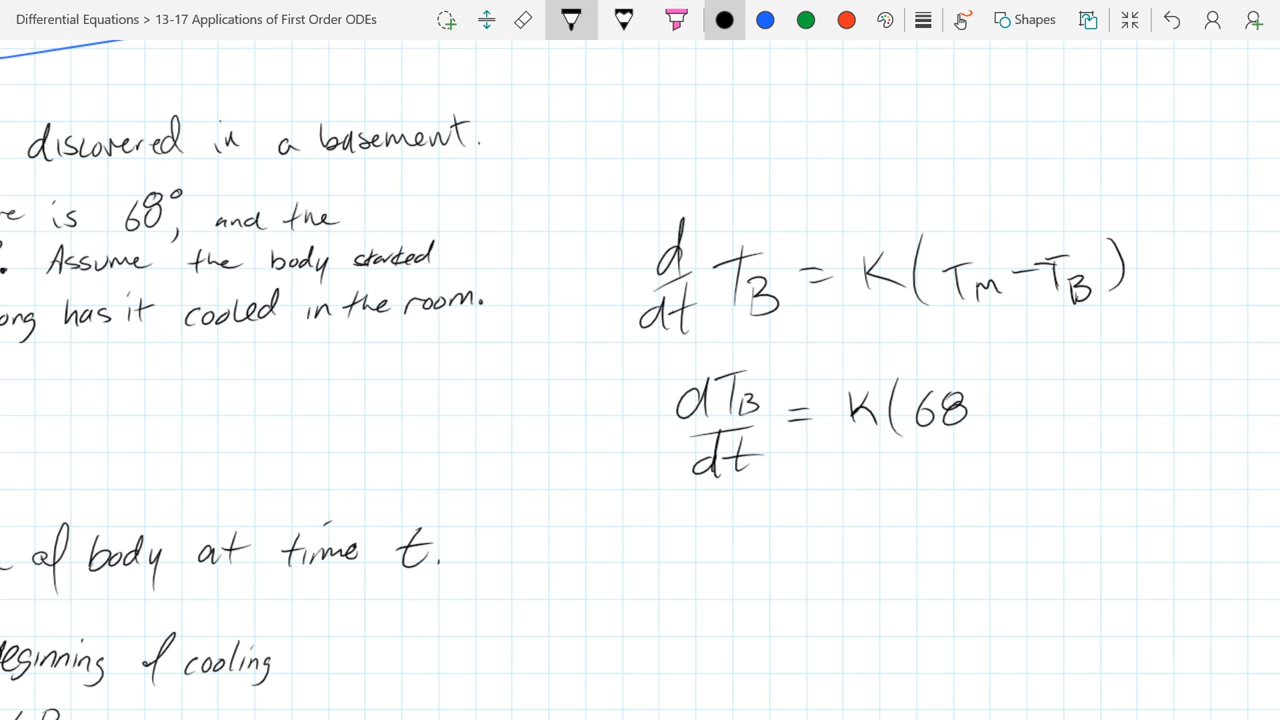 Differential Equations > 13-17 Applications of First Order ODEs
Shapes
discovered in a basement.
is 68°, and the
Assume the body started
has it cooled in the room.
d/dt T_B = K(T_M - T_B)
dT_B/dt = K(68
of body at time t.
of cooling